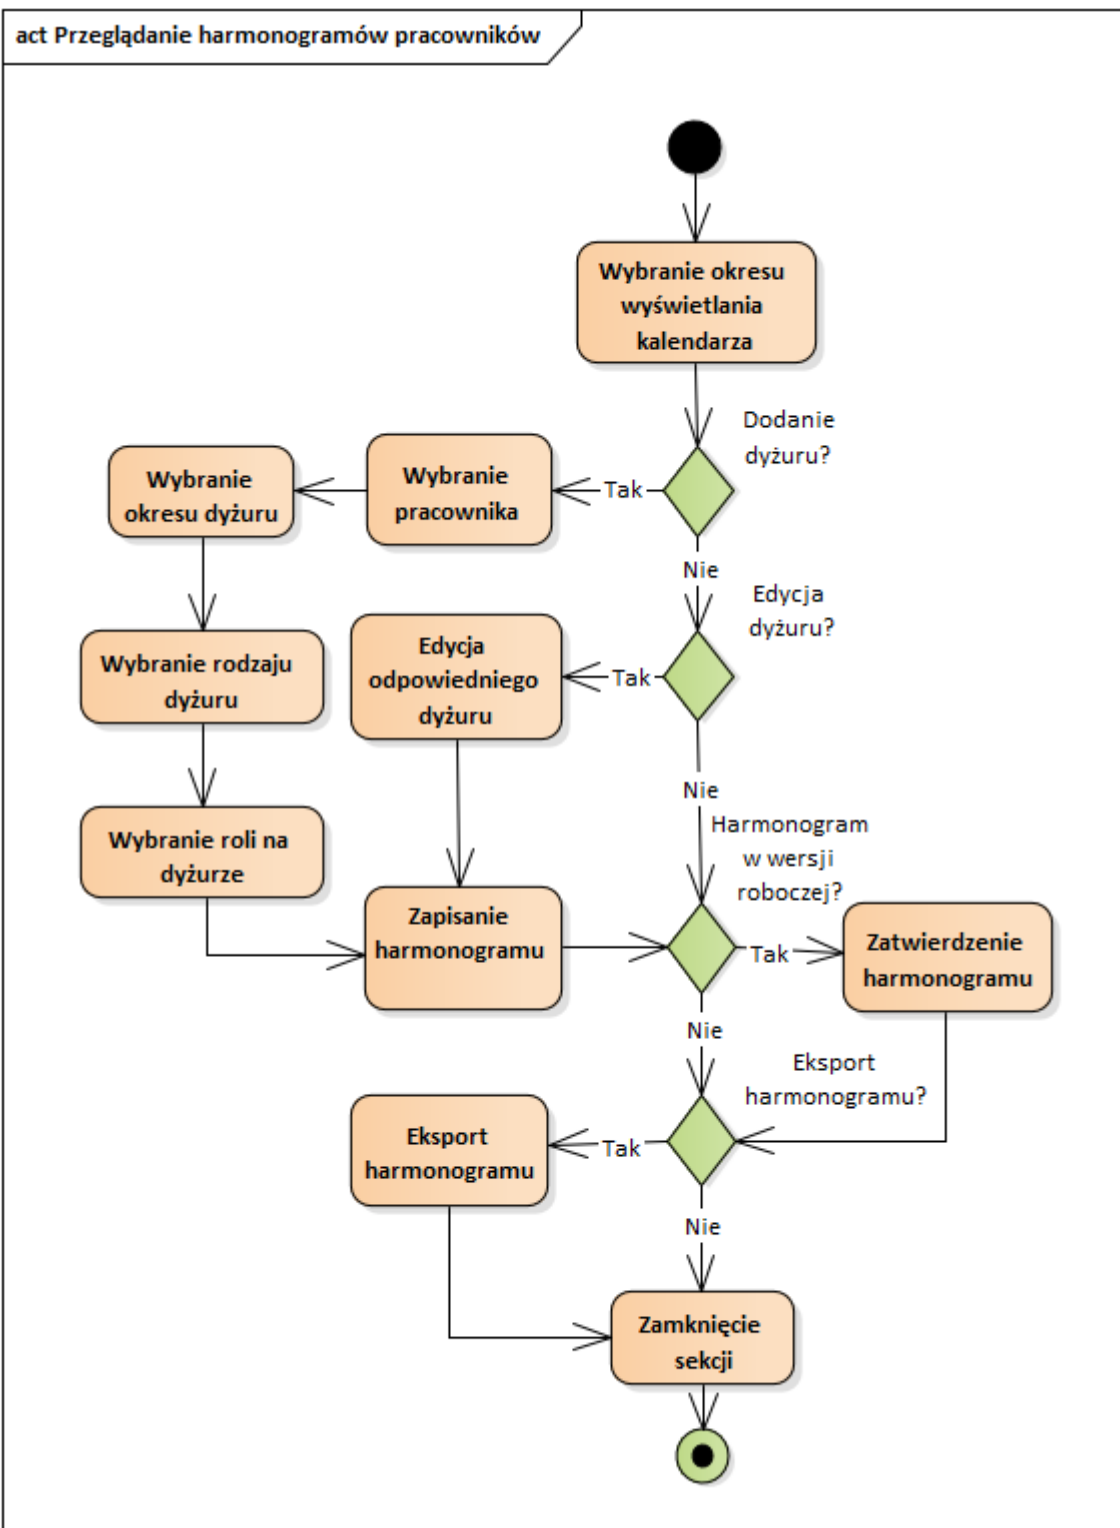 act Przeglądanie harmonogramów pracowników
Wybranie okresu
wyświetlania
kalendarza
Dodanie
dyżuru?
Tak
Wybranie
pracownika
Wybranie
okresu dyżuru
Nie
Edycja
dyżuru?
Tak
Edycja
odpowiedniego
dyżuru
Wybranie rodzaju
dyżuru
Nie
Wybranie roli na
dyżurze
Harmonogram
w wersji
roboczej?
Zapisanie
harmonogramu
Tak
Zatwierdzenie
harmonogramu
Nie
Eksport
harmonogramu?
Tak
Eksport
harmonogramu
Nie
Zamknięcie
sekcji